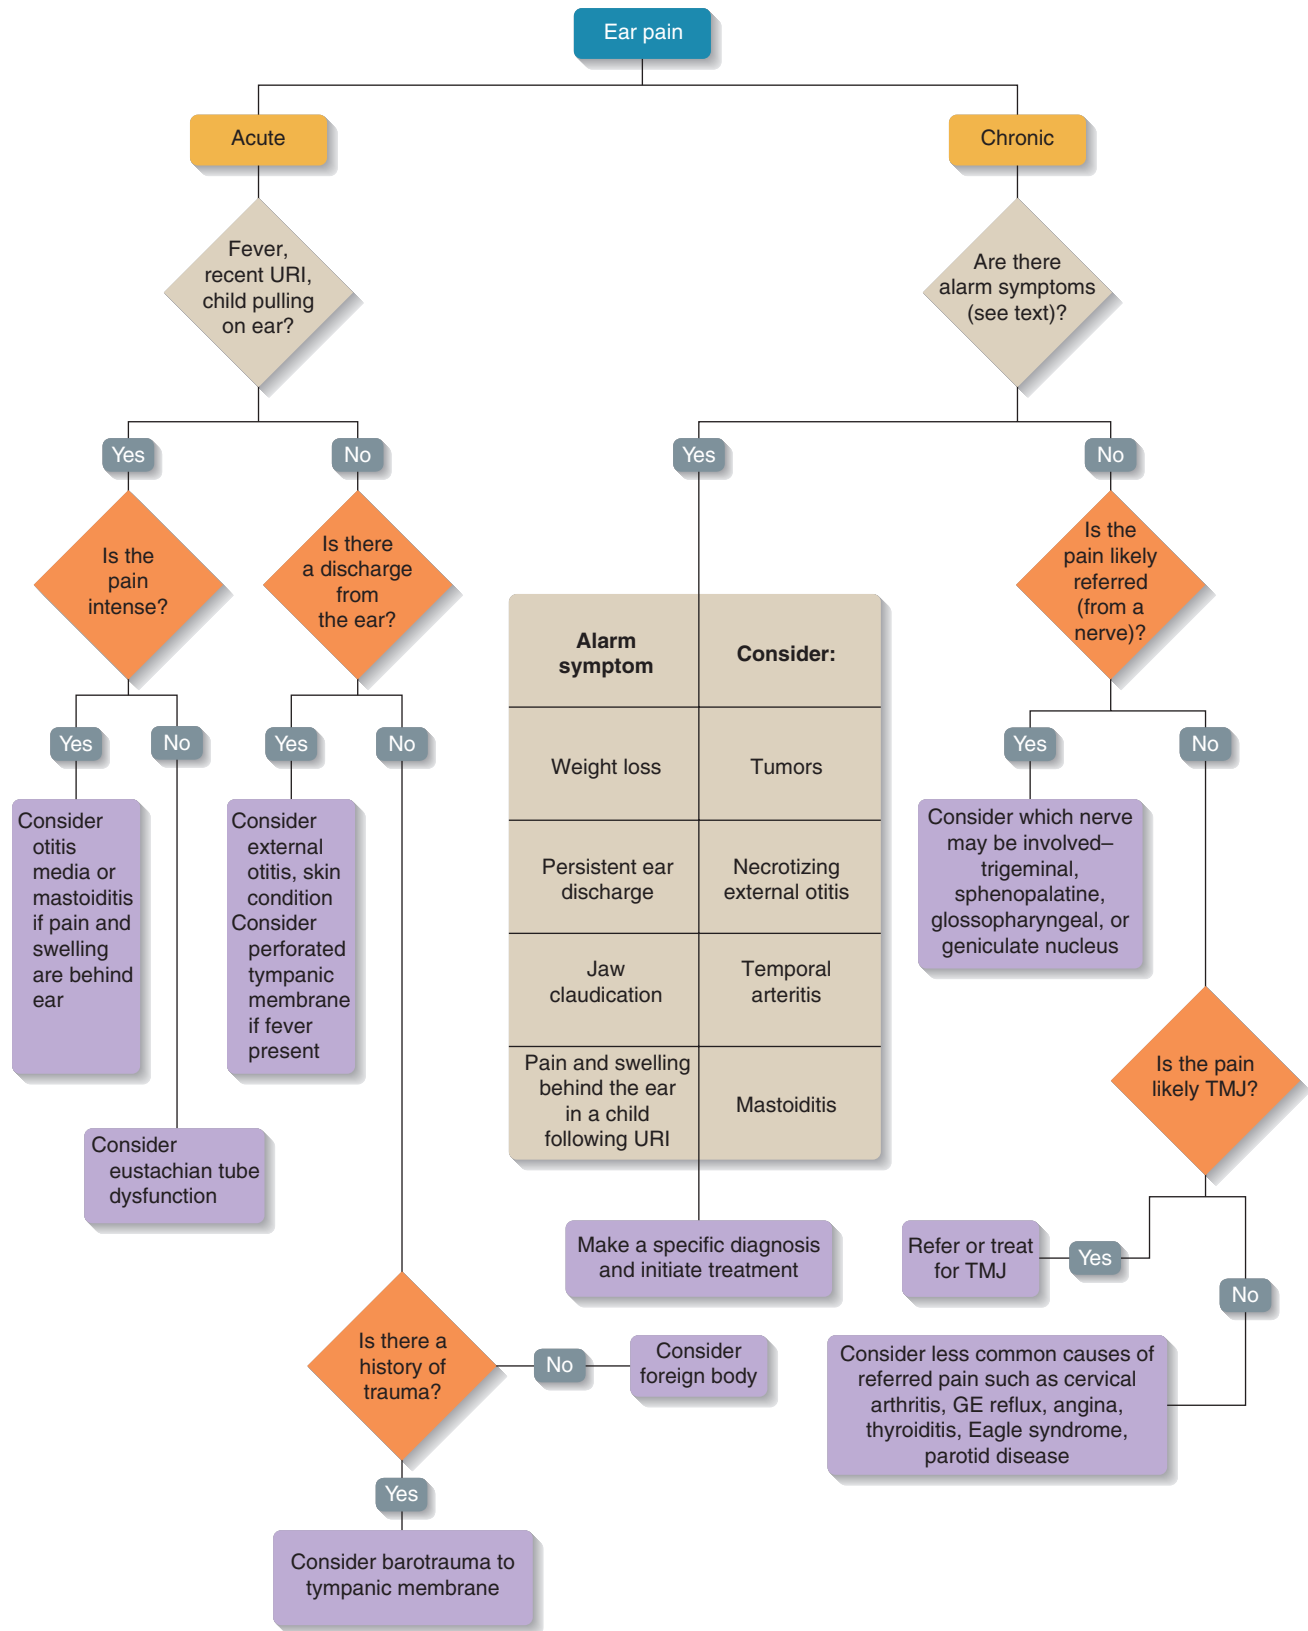 Ear pain
Acute
Chronic
Fever,
recent URI,
child pulling
on ear?
Are there
alarm symptoms
(see text)?
Yes
No
Yes
No
Is the
pain
intense?
Is there
a discharge
from
the ear?
Is the
pain likely
referred
(from a
nerve)?
Alarm
symptom
Consider:
Weight loss
Tumors
Persistent ear
discharge
Necrotizing
external otitis
Jaw
claudication
Temporal
arteritis
Pain and swelling
behind the ear
in a child
following URI
Mastoiditis
Yes
No
Yes
No
Yes
No
Consider
otitis
media or
mastoiditis
if pain and
swelling
are behind
ear
Consider
external
otitis, skin
condition
Consider
perforated
tympanic
membrane
if fever
present
Consider which nerve
may be involved–
trigeminal,
sphenopalatine,
glossopharyngeal, or
geniculate nucleus
Is the pain
likely TMJ?
Consider
eustachian tube
dysfunction
Make a specific diagnosis
and initiate treatment
Refer or treat
for TMJ
Yes
No
Is there a
history of
trauma?
No
Consider
foreign body
Consider less common causes of
referred pain such as cervical
arthritis, GE reflux, angina,
thyroiditis, Eagle syndrome,
parotid disease
Yes
Consider barotrauma to
tympanic membrane